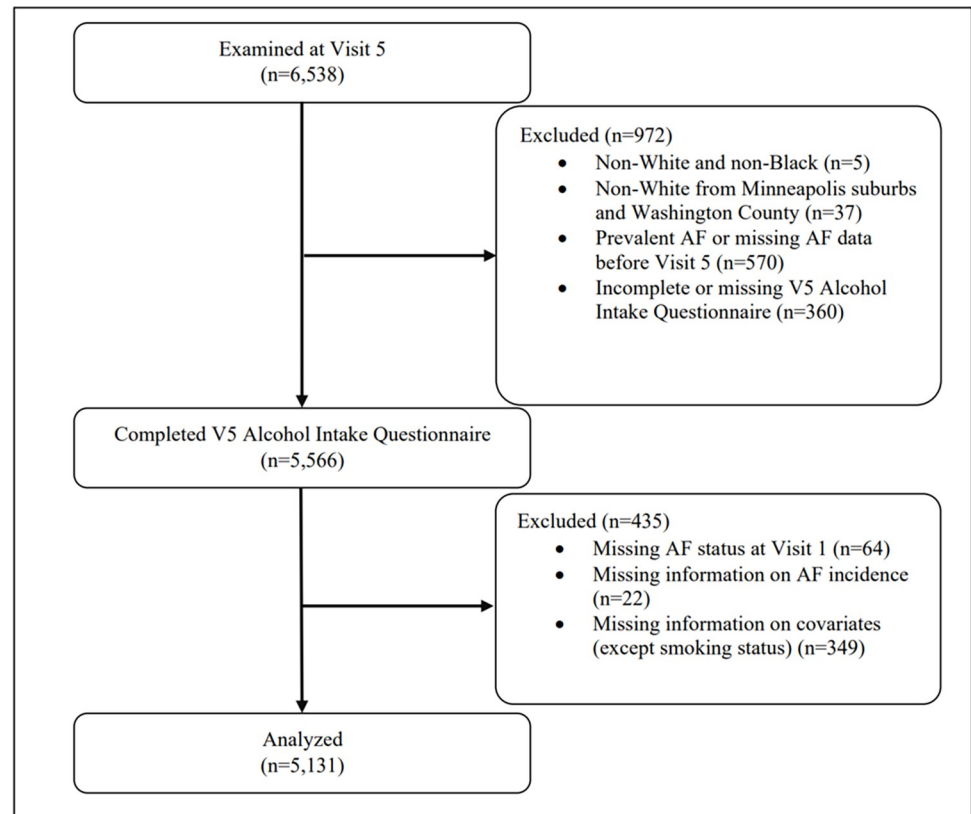 Examined at Visit 5
(n=6,538)
Excluded (n=972)
• Non-White and non-Black (n=5)
• Non-White from Minneapolis suburbs
and Washington County (n=37)
• Prevalent AF or missing AF data
before Visit 5 (n=570)
• Incomplete or missing V5 Alcohol
Intake Questionnaire (n=360)
Completed V5 Alcohol Intake Questionnaire
(n=5,566)
Excluded (n=435)
• Missing AF status at Visit 1 (n=64)
• Missing information on AF incidence
(n=22)
• Missing information on covariates
(except smoking status) (n=349)
Analyzed
(n=5,131)